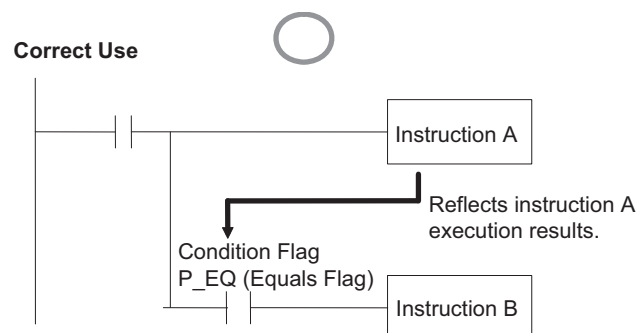 Correct Use
Instruction A
Reflects instruction A
execution results.
Condition Flag
P_EQ (Equals Flag)
Instruction B